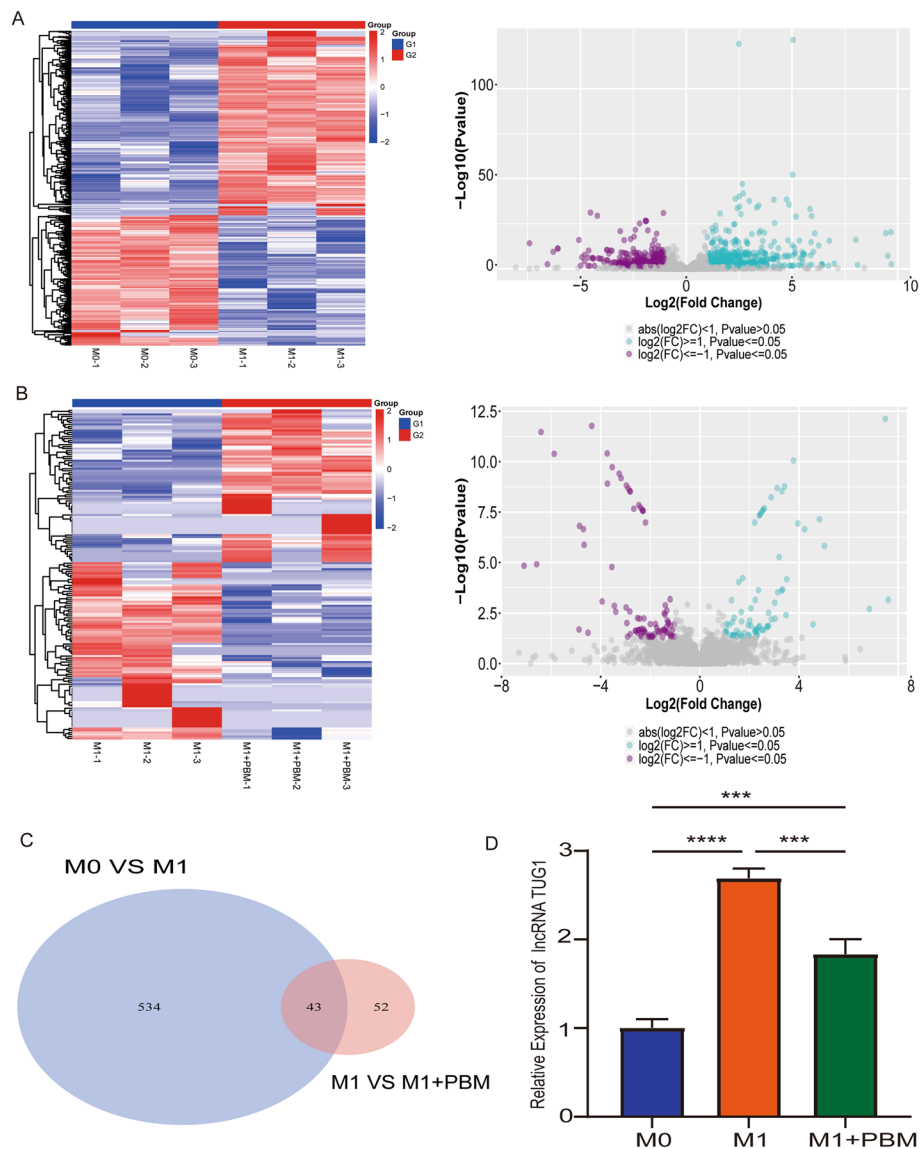 A
Group
2
1
0
−1
−2
Group
G1
G2
M0-1
M0-2
M0-3
M1-1
M1-2
M1-3
−Log10(Pvalue)
100
50
0
−5
0
5
10
Log2(Fold Change)
abs(log2FC)<1, Pvalue>0.05
log2(FC)>=1, Pvalue<=0.05
log2(FC)<=−1, Pvalue<=0.05
B
Group
2
1
0
−1
−2
Group
G1
G2
M1-1
M1-2
M1-3
M1+PBM-1
M1+PBM-2
M1+PBM-3
−Log10(Pvalue)
12.5
10.0
7.5
5.0
2.5
0.0
−8
−4
0
4
8
Log2(Fold Change)
abs(log2FC)<1, Pvalue>0.05
log2(FC)>=1, Pvalue<=0.05
log2(FC)<=−1, Pvalue<=0.05
C
M0 VS M1
534
43
52
M1 VS M1+PBM
D
Relative Expression of lncRNA TUG1
3
2
1
0
***
****
***
M0
M1
M1+PBM